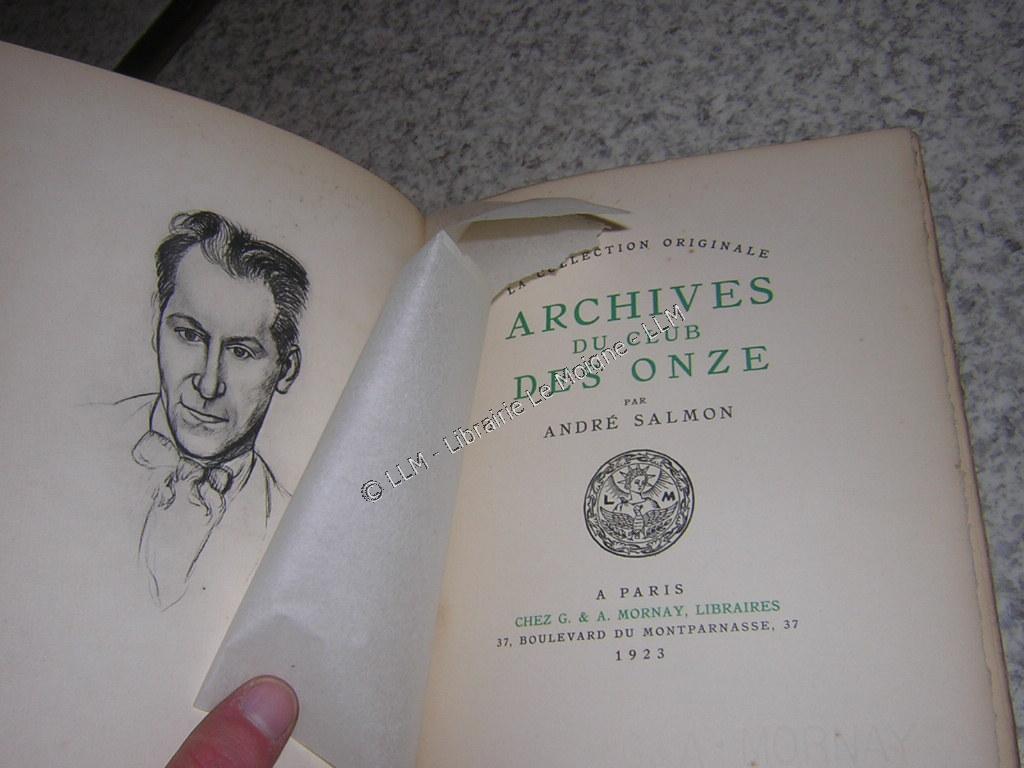 LA COLLECTION ORIGINALE
ARCHIVES
DU CLUB
DES ONZE
PAR
ANDRÉ SALMON
L M
A PARIS
CHEZ G. & A. MORNAY, LIBRAIRES
37, BOULEVARD DU MONTPARNASSE, 37
1923
© LLM - Librairie Le Moigne - LLM
A. MORNAY